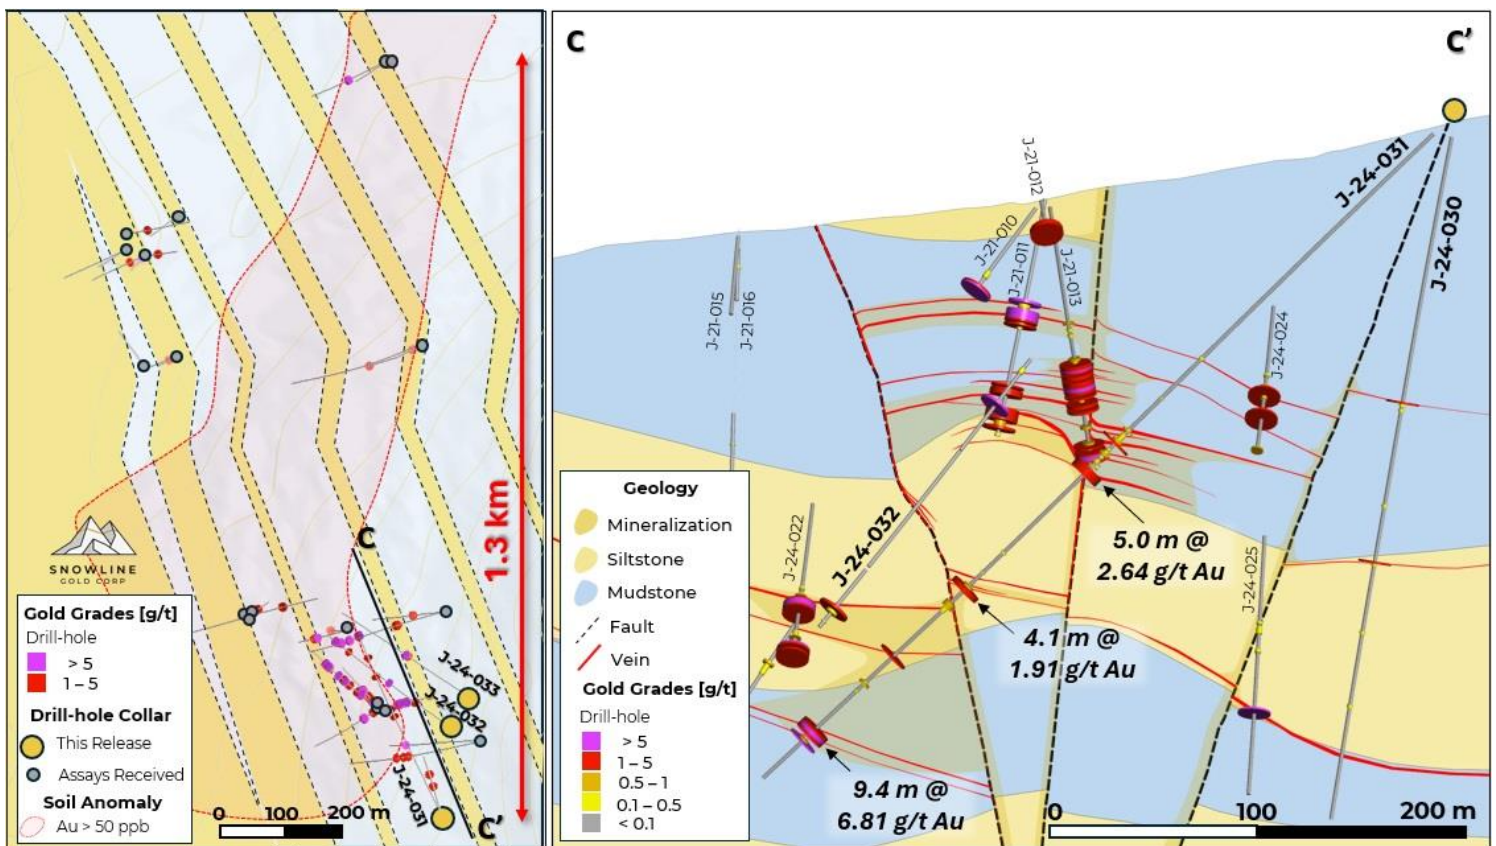 C
J-24-033
J-24-032
J-24-031
C'
1.3 km
SNOWLINE
GOLD CORP
Gold Grades [g/t]
Drill-hole
> 5
1 – 5
Drill-hole Collar
This Release
Assays Received
Soil Anomaly
Au > 50 ppb
0 100 200 m
C
C'
J-21-012
J-21-010
J-21-011
J-21-013
J-21-015
J-21-016
J-24-031
J-24-030
J-24-024
J-24-032
J-24-022
J-24-025
5.0 m @
2.64 g/t Au
4.1 m @
1.91 g/t Au
9.4 m @
6.81 g/t Au
Geology
Mineralization
Siltstone
Mudstone
Fault
Vein
Gold Grades [g/t]
Drill-hole
> 5
1 – 5
0.5 – 1
0.1 – 0.5
< 0.1
0 100 200 m